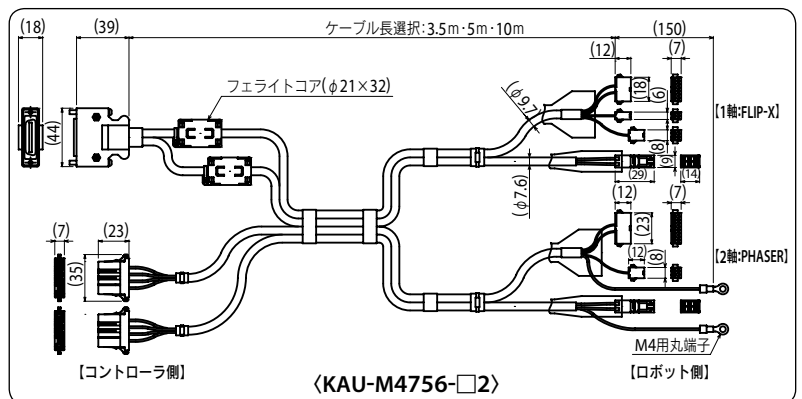 (18)
(39)
ケーブル長選択:3.5m・5m・10m
(150)
(12)
(7)
フェライトコア(φ21×32)
(φ9.7)
(18)
(6)
【1軸:FLIP-X】
(44)
(8)
(9)
(29)
(14)
(φ7.6)
(12)
(7)
(7)
(23)
(23)
(12)
(8)
【2軸:PHASER】
(35)
M4用丸端子
【コントローラ側】
【ロボット側】
〈KAU-M4756-□2〉